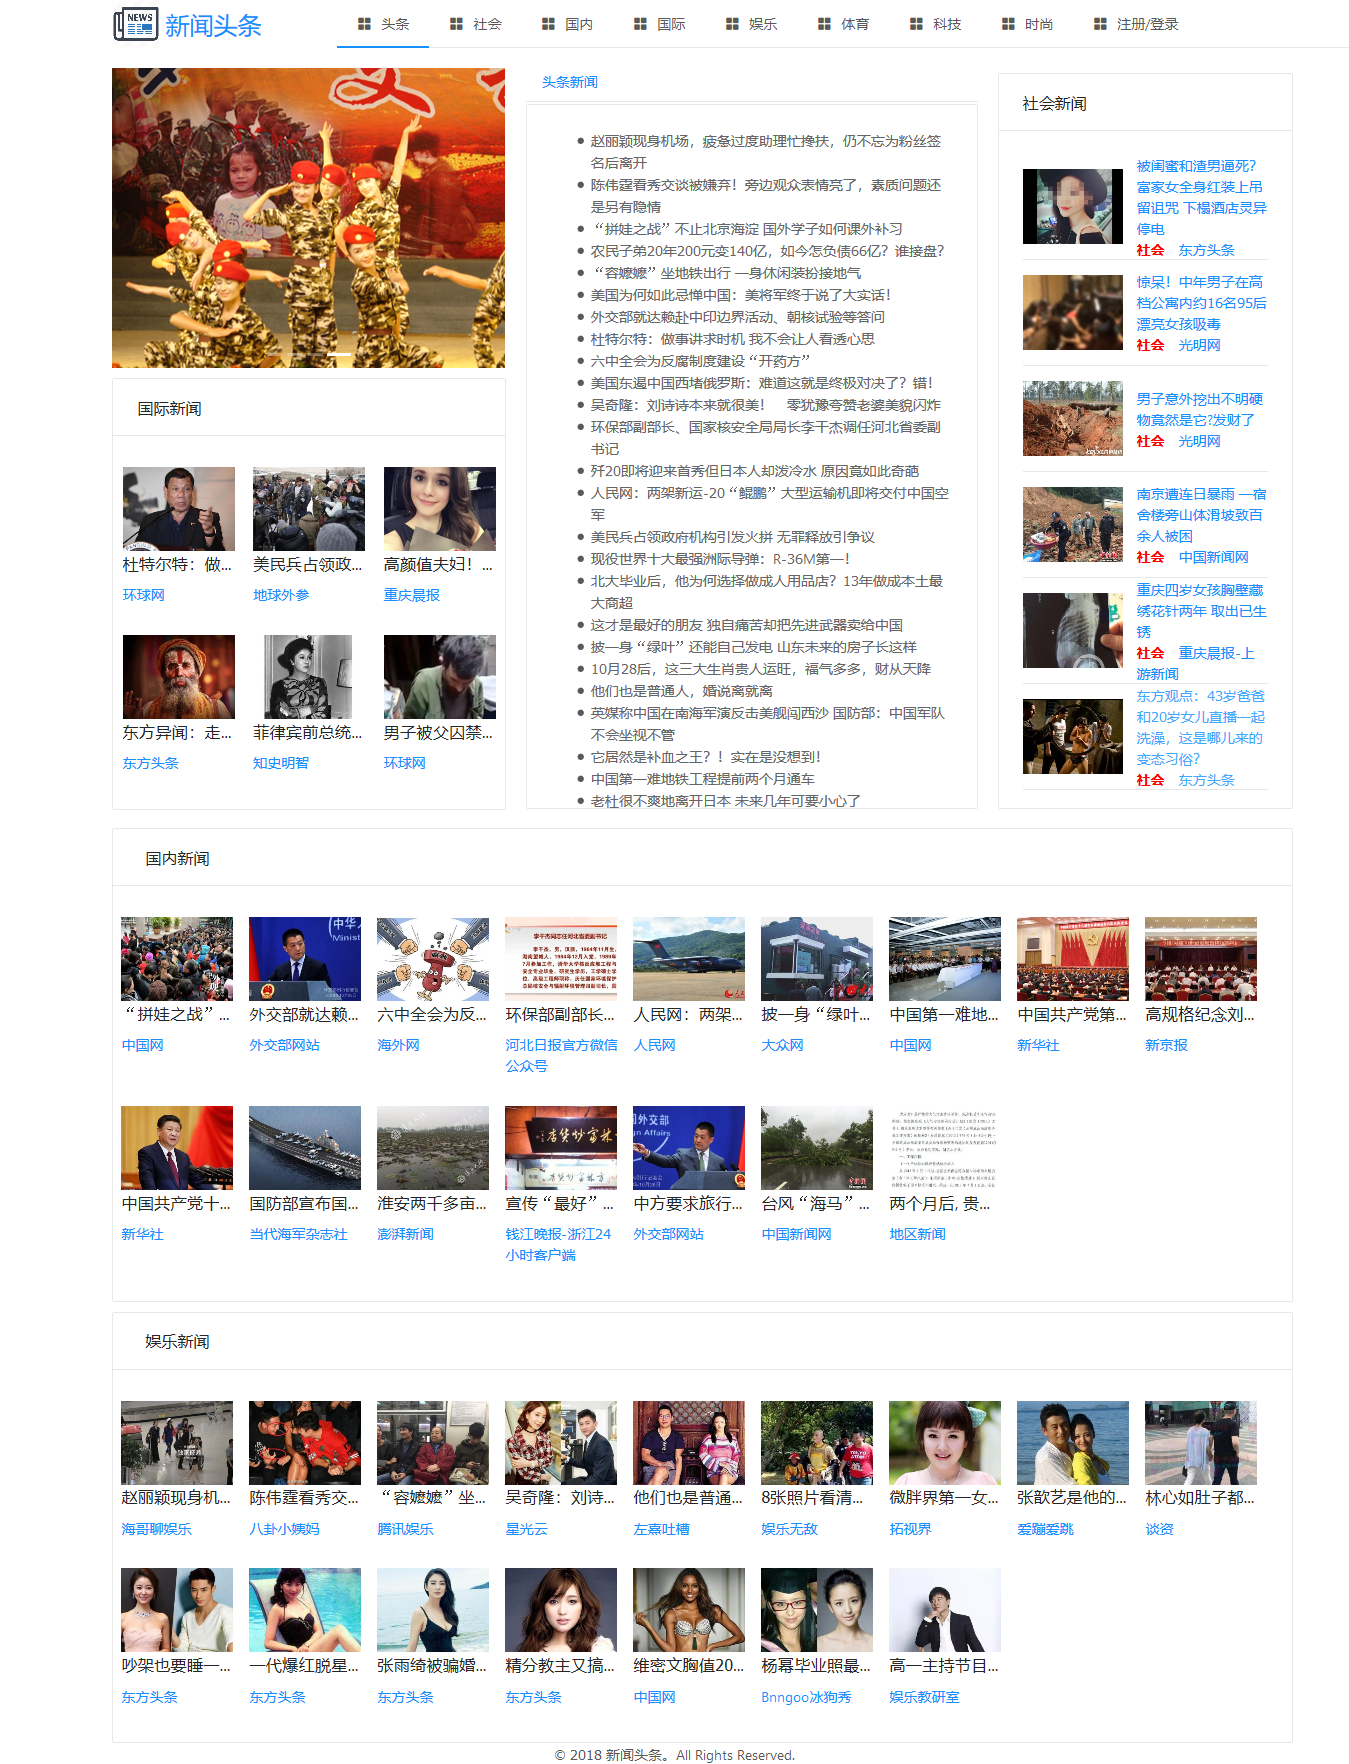 NEWS
新闻头条
头条
社会
国内
国际
娱乐
体育
科技
时尚
注册/登录
国际新闻
杜特尔特：做...
美民兵占领政...
高颜值夫妇！...
环球网
地球外参
重庆晨报
东方异闻：走...
菲律宾前总统...
男子被父囚禁...
东方头条
知史明智
环球网
头条新闻
赵丽颖现身机场，疲惫过度助理忙搀扶，仍不忘为粉丝签
名后离开
陈伟霆看秀交谈被嫌弃！旁边观众表情亮了，素质问题还
是另有隐情
“拼娃之战”不止北京海淀 国外学子如何课外补习
农民子弟20年200元变140亿，如今怎负债66亿？谁接盘?
“容嬷嬷”坐地铁出行 一身休闲装扮接地气
美国为何如此忌惮中国：美将军终于说了大实话！
外交部就达赖赴中印边界活动、朝核试验等答问
杜特尔特：做事讲求时机 我不会让人看透心思
六中全会为反腐制度建设“开药方”
美国东遏中国西堵俄罗斯：难道这就是终极对决了？错！
吴奇隆：刘诗诗本来就很美！　零犹豫夸赞老婆美貌闪炸
环保部副部长、国家核安全局局长李干杰调任河北省委副
书记
歼20即将迎来首秀但日本人却泼冷水 原因竟如此奇葩
人民网：两架新运-20“鲲鹏”大型运输机即将交付中国空
军
美民兵占领政府机构引发火拼 无罪释放引争议
现役世界十大最强洲际导弹：R-36M第一！
北大毕业后，他为何选择做成人用品店？13年做成本土最
大商超
这才是最好的朋友 独自痛苦却把先进武器卖给中国
披一身“绿叶”还能自己发电 山东未来的房子长这样
10月28后，这三大生肖贵人运旺，福气多多，财从天降
他们也是普通人，婚说离就离
英媒称中国在南海军演反击美舰闯西沙 国防部：中国军队
不会坐视不管
它居然是补血之王？！实在是没想到！
中国第一难地铁工程提前两个月通车
老杜很不爽地离开日本 未来几年可要小心了
社会新闻
被闺蜜和渣男逼死?
富家女全身红装上吊
留诅咒 下榻酒店灵异
停电
社会 东方头条
惊呆！中年男子在高
档公寓内约16名95后
漂亮女孩吸毒
社会 光明网
男子意外挖出不明硬
物竟然是它?发财了
社会 光明网
南京遭连日暴雨 一宿
舍楼旁山体滑坡致百
余人被困
社会 中国新闻网
重庆四岁女孩胸壁藏
绣花针两年 取出已生
锈
社会 重庆晨报-上
游新闻
东方观点：43岁爸爸
和20岁女儿直播一起
洗澡，这是哪儿来的
变态习俗?
社会 东方头条
国内新闻
“拼娃之战”...
外交部就达赖...
六中全会为反...
环保部副部长...
人民网：两架...
披一身“绿叶...
中国第一难地...
中国共产党第...
高规格纪念刘...
中国网
外交部网站
海外网
河北日报官方微信
公众号
人民网
大众网
中国网
新华社
新京报
中国共产党十...
国防部宣布国...
淮安两千多亩...
宣传“最好”...
中方要求旅行...
台风“海马”...
两个月后, 贵...
新华社
当代海军杂志社
澎湃新闻
钱江晚报-浙江24
小时客户端
外交部网站
中国新闻网
地区新闻
娱乐新闻
赵丽颖现身机...
陈伟霆看秀交...
“容嬷嬷”坐...
吴奇隆：刘诗...
他们也是普通...
8张照片看清...
微胖界第一女...
张歆艺是他的...
林心如肚子都...
海哥聊娱乐
八卦小姨妈
腾讯娱乐
星光云
左嘉吐槽
娱乐无敌
拓视界
爱蹦爱跳
谈资
吵架也要睡一...
一代爆红脱星...
张雨绮被骗婚...
精分教主又搞...
维密文胸值20...
杨幂毕业照最...
高一主持节目...
东方头条
东方头条
东方头条
东方头条
中国网
Bnngoo冰狗秀
娱乐教研室
© 2018 新闻头条。All Rights Reserved.